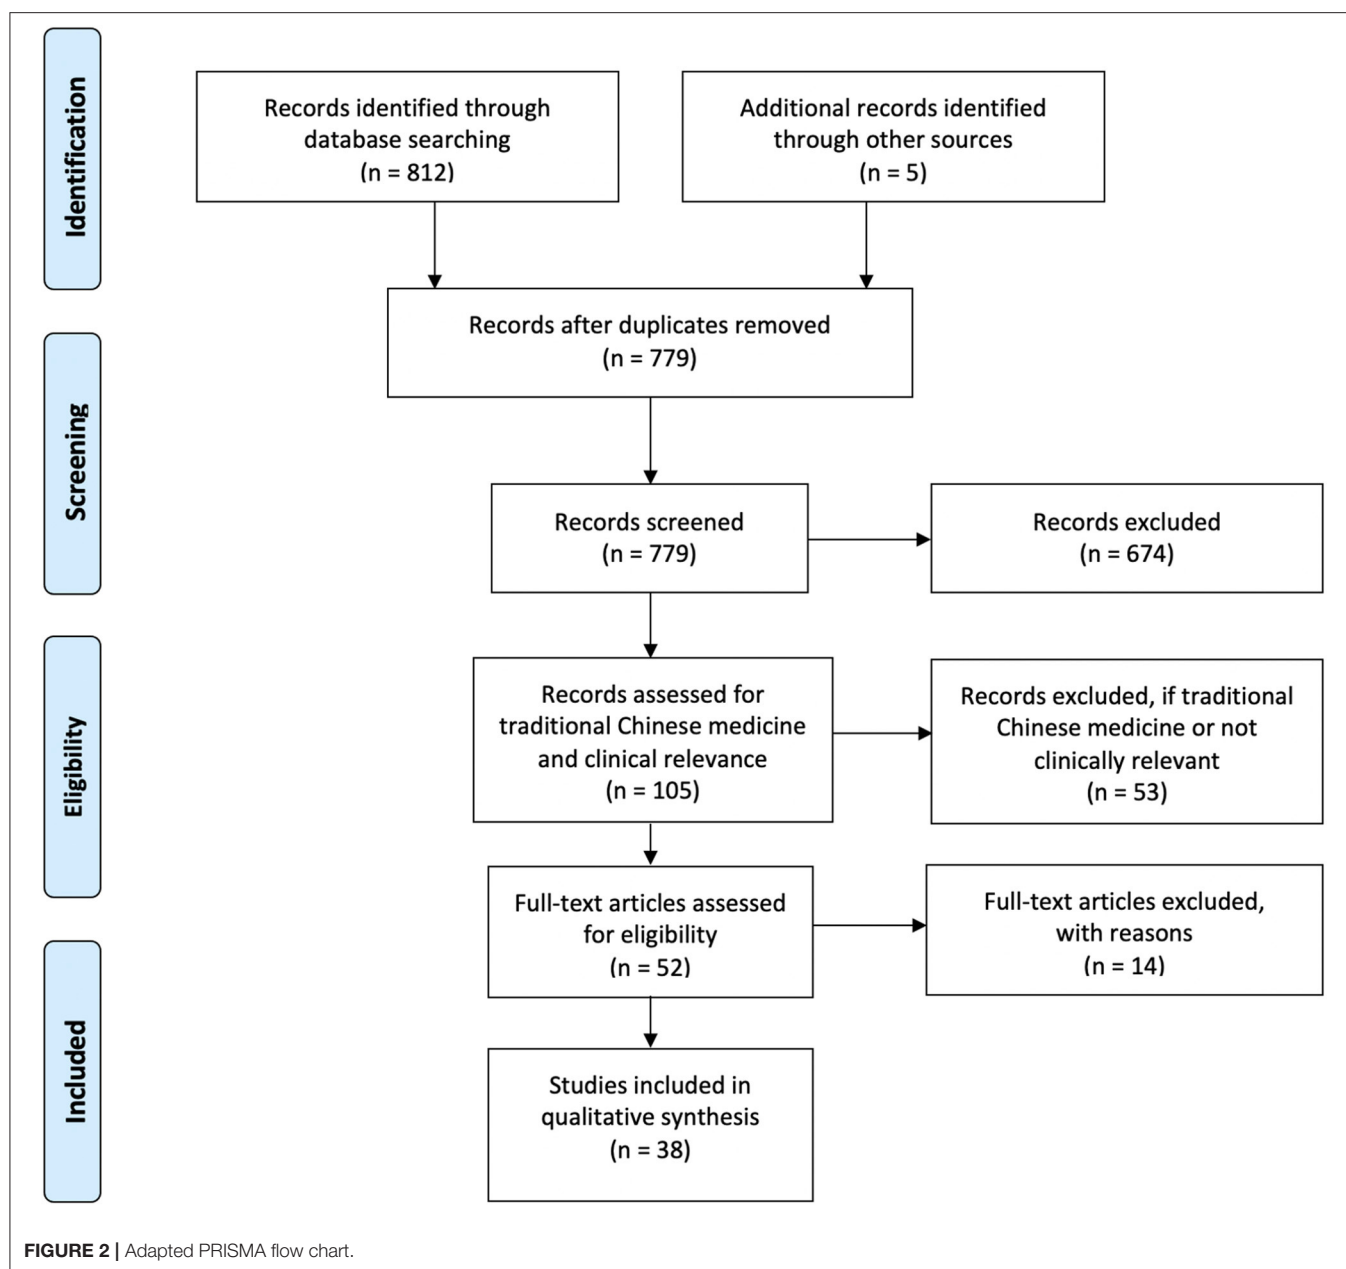 Identification
Records identified through
database searching
(n = 812)
Additional records identified
through other sources
(n = 5)
Records after duplicates removed
(n = 779)
Screening
Records screened
(n = 779)
Records excluded
(n = 674)
Eligibility
Records assessed for
traditional Chinese medicine
and clinical relevance
(n = 105)
Records excluded, if traditional
Chinese medicine or not
clinically relevant
(n = 53)
Full-text articles assessed
for eligibility
(n = 52)
Full-text articles excluded,
with reasons
(n = 14)
Included
Studies included in
qualitative synthesis
(n = 38)
FIGURE 2 | Adapted PRISMA flow chart.